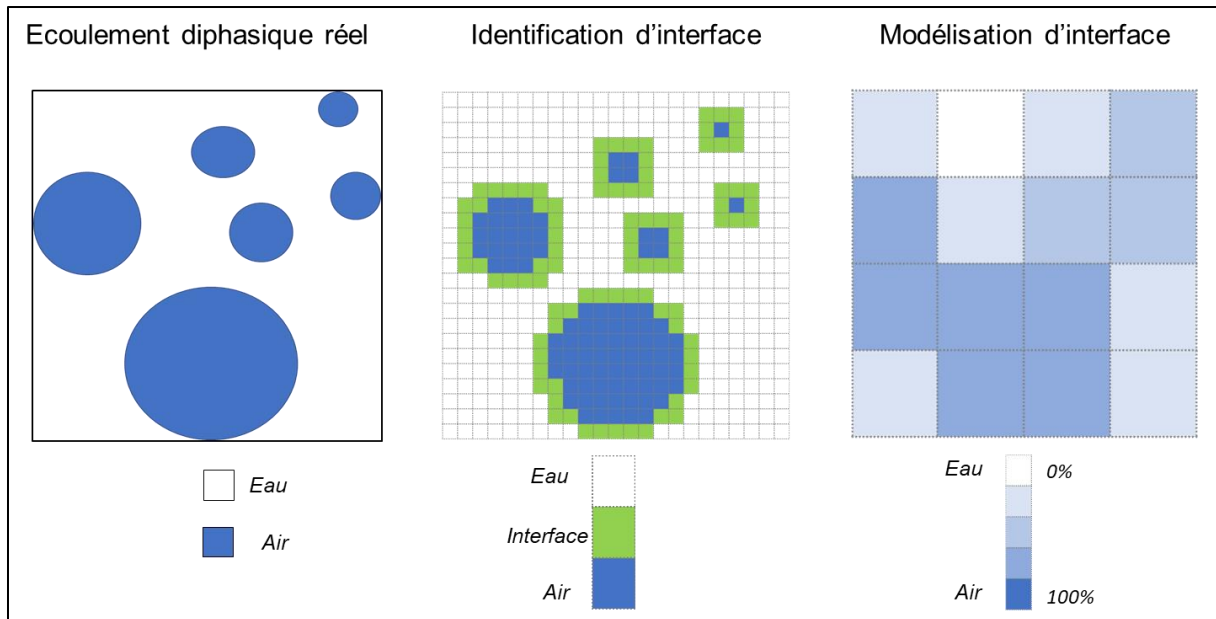 Ecoulement diphasique réel
Identification d'interface
Modélisation d'interface
Eau
Air
Eau
Interface
Air
Eau 0%
Air 100%